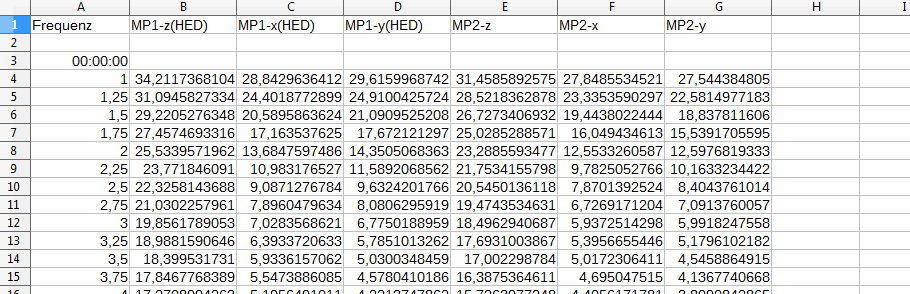 A B C D E F G H I
1 Frequenz MP1-z(HED) MP1-x(HED) MP1-y(HED) MP2-z MP2-x MP2-y
2
3 00:00:00
4 1 34,2117368104 28,8429636412 29,6159968742 31,4585892575 27,8485534521 27,544384805
5 1,25 31,0945827334 24,4018772899 24,9100425724 28,5218362878 23,3353590297 22,5814977183
6 1,5 29,2205276348 20,5895863624 21,0909525208 26,7273406932 19,4438022444 18,837811606
7 1,75 27,4574693316 17,163537625 17,672121297 25,0285288571 16,049434613 15,5391705595
8 2 25,5339571962 13,6847597486 14,3505068363 23,2885593477 12,5533260587 12,5976819333
9 2,25 23,771846091 10,983176527 11,5892068562 21,7534155798 9,7825052766 10,1633234422
10 2,5 22,3258143688 9,0871276784 9,6324201766 20,5450136118 7,8701392524 8,4043761014
11 2,75 21,0302257961 7,8960479634 8,0806295919 19,4743534631 6,7269171204 7,0913760057
12 3 19,8561789053 7,0283568621 6,7750188959 18,4962940687 5,9372514298 5,9918247558
13 3,25 18,9881590646 6,3933720633 5,7851013262 17,6931003867 5,3956655446 5,1796102182
14 3,5 18,399531731 5,9336157062 5,0300348459 17,002298784 5,0172306411 4,5458864915
15 3,75 17,8467768389 5,5473886085 4,5780410186 16,3875364611 4,695047515 4,1367740668